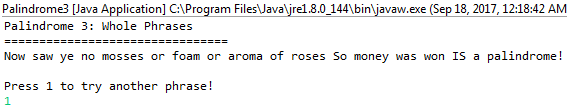 Palindrome3 [Java Application] C:\Program Files\Java\jre1.8.0_144\bin\javaw.exe (Sep 18, 2017, 12:18:42 AM
Palindrome 3: Whole Phrases
================================
Now saw ye no mosses or foam or aroma of roses So money was won IS a palindrome!
Press 1 to try another phrase!
1